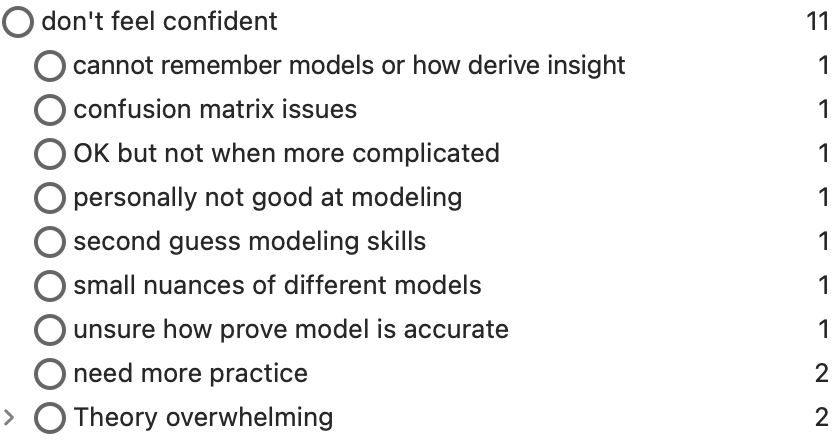 don't feel confident 11
cannot remember models or how derive insight 1
confusion matrix issues 1
OK but not when more complicated 1
personally not good at modeling 1
second guess modeling skills 1
small nuances of different models 1
unsure how prove model is accurate 1
need more practice 2
Theory overwhelming 2